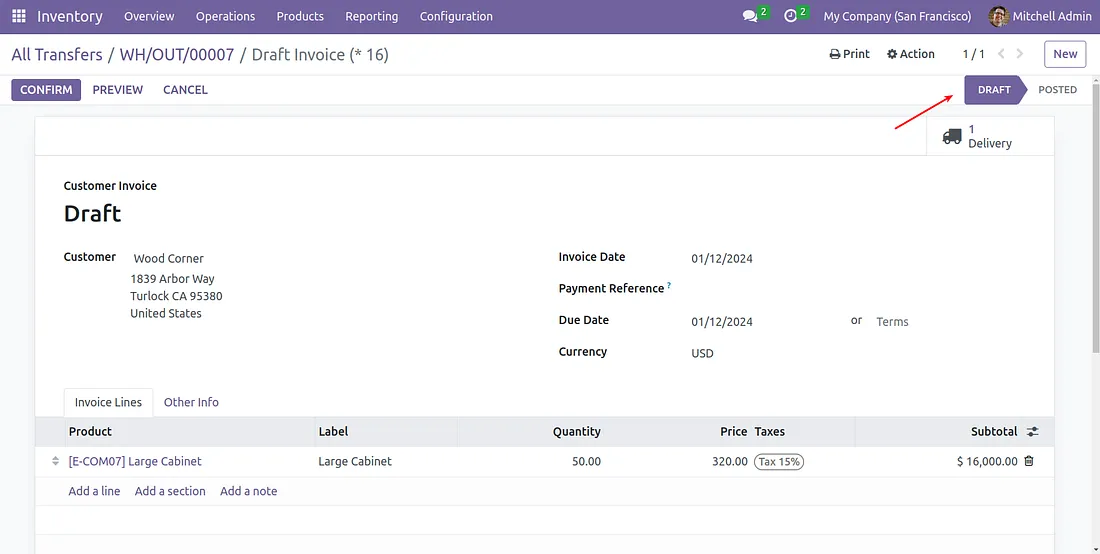 Inventory Overview Operations Products Reporting Configuration 2 2 My Company (San Francisco) Mitchell Admin
All Transfers / WH/OUT/00007 / Draft Invoice (* 16) Print Action 1 / 1 New
CONFIRM PREVIEW CANCEL DRAFT POSTED
1
Delivery
Customer Invoice
Draft
Customer Wood Corner
1839 Arbor Way
Turlock CA 95380
United States
Invoice Date 01/12/2024
Payment Reference ?
Due Date 01/12/2024 or Terms
Currency USD
Invoice Lines Other Info
Product Label Quantity Price Taxes Subtotal
[E-COM07] Large Cabinet Large Cabinet 50.00 320.00 Tax 15% $ 16,000.00
Add a line Add a section Add a note